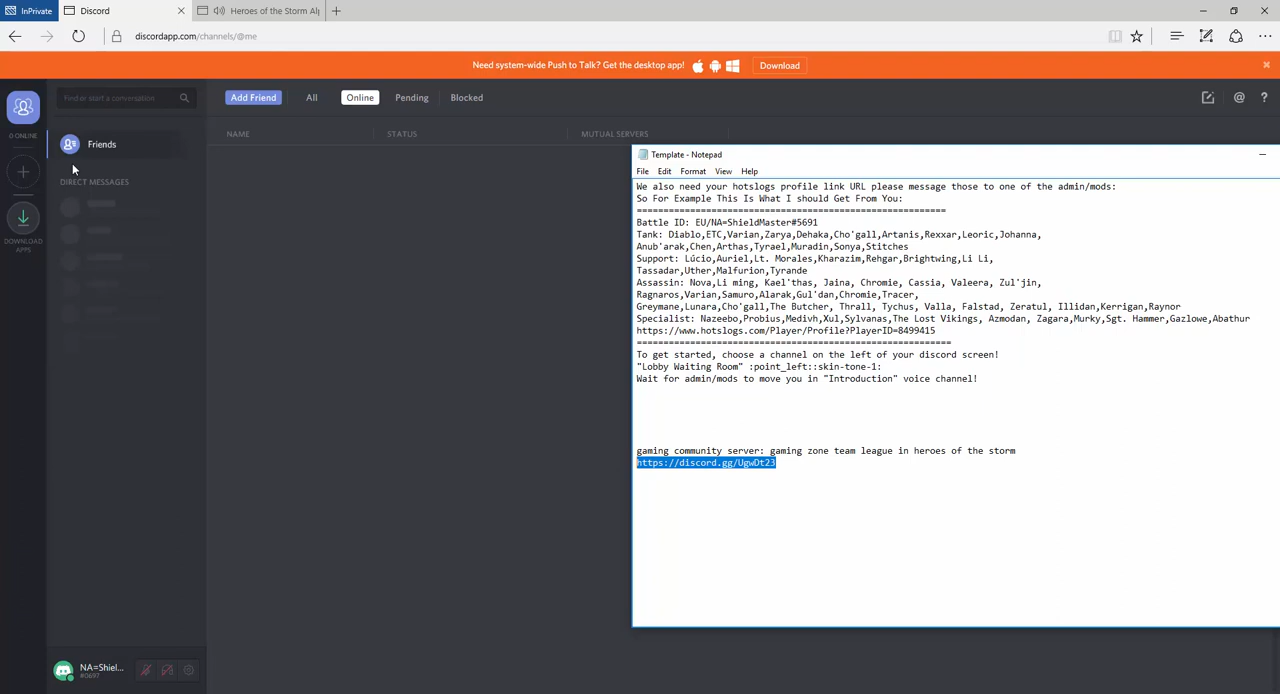 InPrivate
Discord
Heroes of the Storm Alp
discordapp.com/channels/@me
Need system-wide Push to Talk? Get the desktop app!
Download
Find or start a conversation
Add Friend
All
Online
Pending
Blocked
0 ONLINE
NAME
STATUS
MUTUAL SERVERS
Friends
DIRECT MESSAGES
DOWNLOAD
APPS
NA=Shiel...
#0697
Template - Notepad
File Edit Format View Help
We also need your hotslogs profile link URL please message those to one of the admin/mods:
So For Example This Is What I should Get From You:
===========================================================
Battle ID: EU/NA=ShieldMaster#5691
Tank: Diablo,ETC,Varian,Zarya,Dehaka,Cho'gall,Artanis,Rexxar,Leoric,Johanna,
Anub'arak,Chen,Arthas,Tyrael,Muradin,Sonya,Stitches
Support: Lúcio,Auriel,Lt. Morales,Kharazim,Rehgar,Brightwing,Li Li,
Tassadar,Uther,Malfurion,Tyrande
Assassin: Nova,Li ming, Kael'thas, Jaina, Chromie, Cassia, Valeera, Zul'jin,
Ragnaros,Varian,Samuro,Alarak,Gul'dan,Chromie,Tracer,
Greymane,Lunara,Cho'gall,The Butcher, Thrall, Tychus, Valla, Falstad, Zeratul, Illidan,Kerrigan,Raynor
Specialist: Nazeebo,Probius,Medivh,Xul,Sylvanas,The Lost Vikings, Azmodan, Zagara,Murky,Sgt. Hammer,Gazlowe,Abathur
https://www.hotslogs.com/Player/Profile?PlayerID=8499415
============================================================
To get started, choose a channel on the left of your discord screen!
"Lobby Waiting Room" :point_left::skin-tone-1:
Wait for admin/mods to move you in "Introduction" voice channel!
gaming community server: gaming zone team league in heroes of the storm
https://discord.gg/UgwDt23